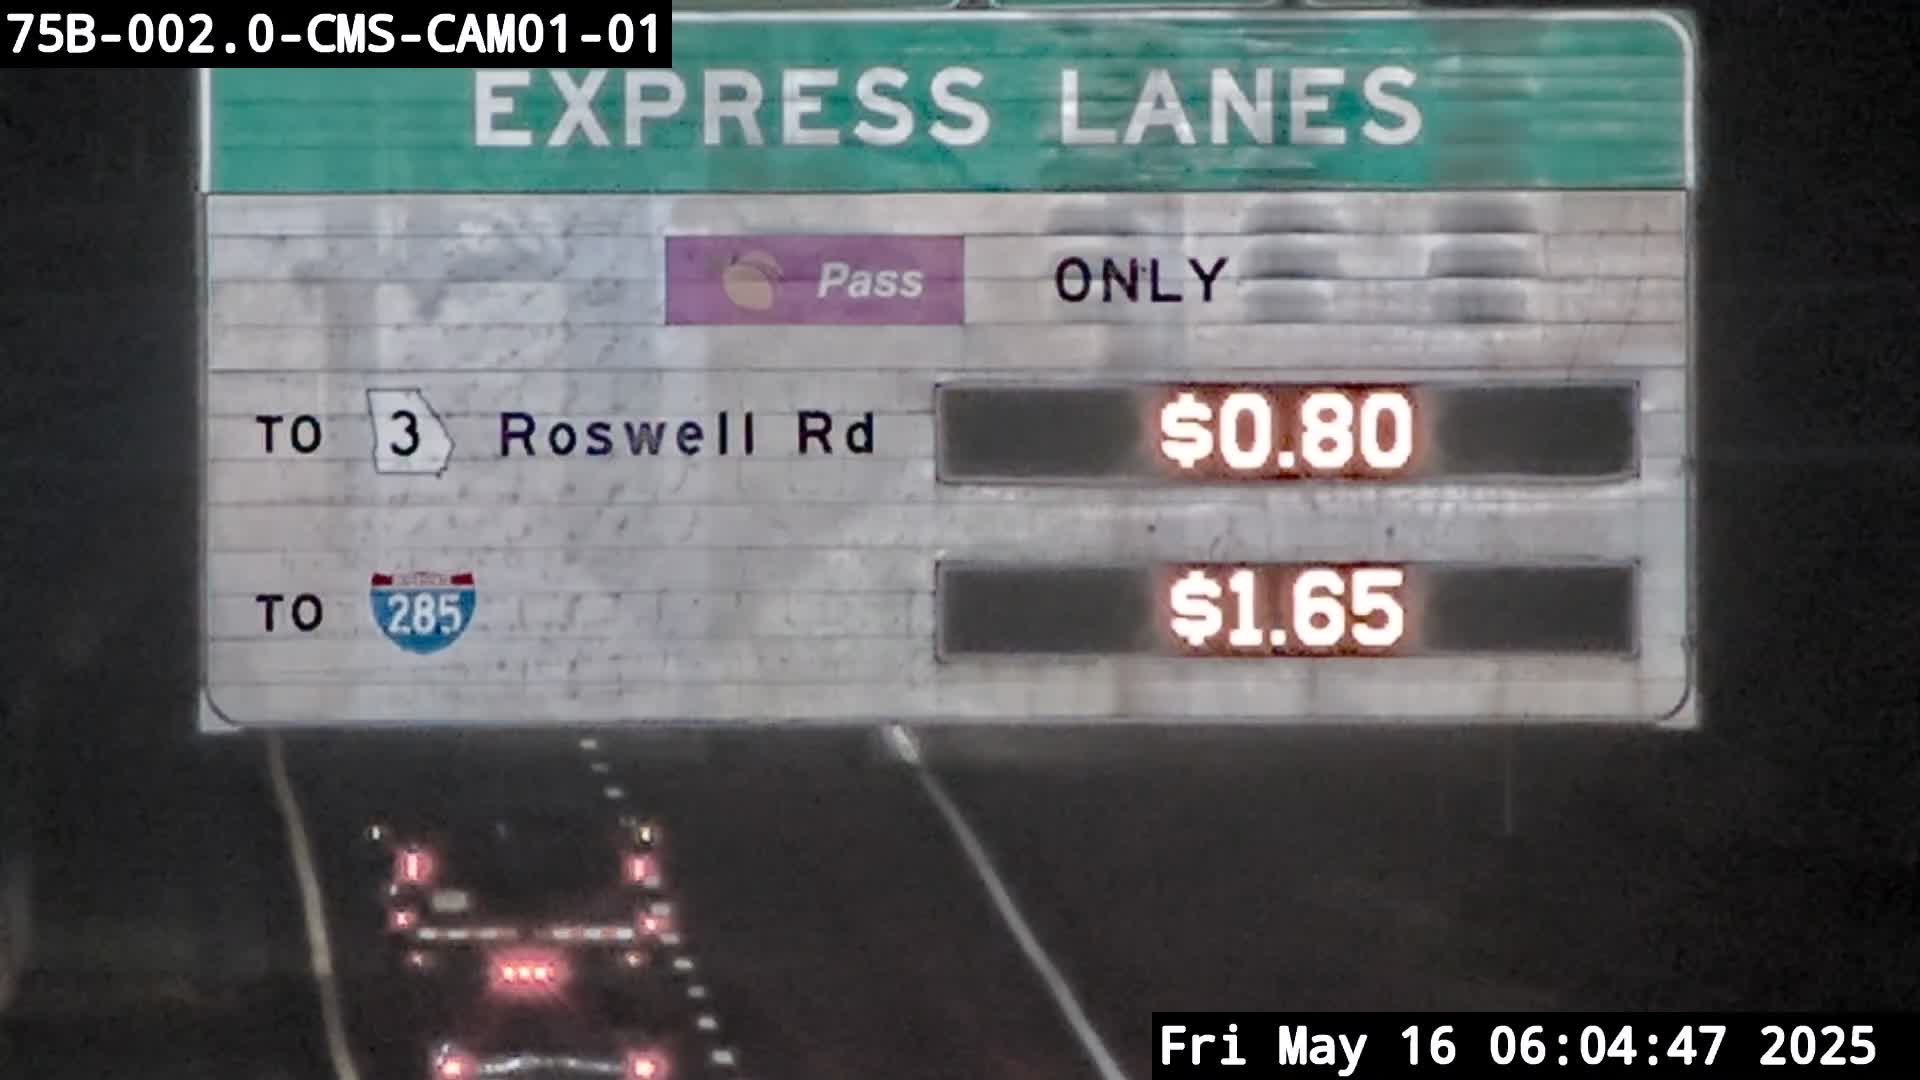 75B-002.0-CMS-CAM01-01
EXPRESS LANES
Pass ONLY
TO 3 Roswell Rd $0.80
TO 285 $1.65
Fri May 16 06:04:47 2025